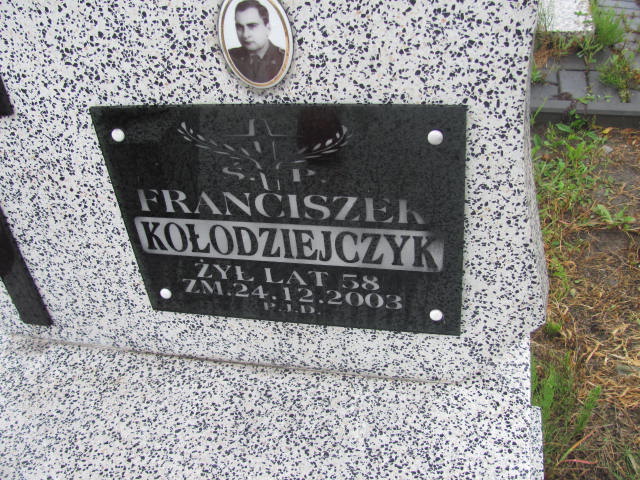 Ś.P.
FRANCISZEK
KOŁODZIEJCZYK
ŻYŁ LAT 58
ZM.24.12.2003
P.J.D.